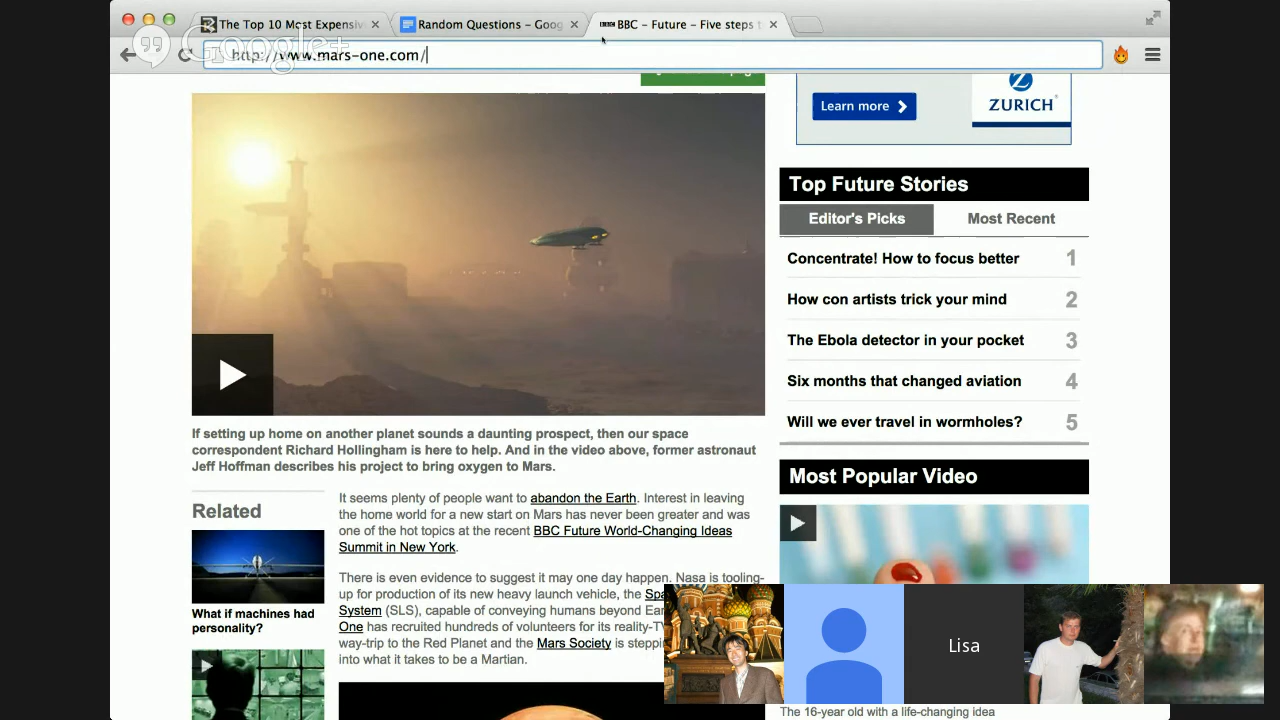 The Top 10 Most Expensiv
Random Questions – Goog
BBC
BBC – Future – Five steps t
Google+
http://www.mars-one.com/
Learn more
ZURICH
Top Future Stories
Editor's Picks
Most Recent
Concentrate! How to focus better 1
How con artists trick your mind 2
The Ebola detector in your pocket 3
Six months that changed aviation 4
Will we ever travel in wormholes? 5
If setting up home on another planet sounds a daunting prospect, then our space
correspondent Richard Hollingham is here to help. And in the video above, former astronaut
Jeff Hoffman describes his project to bring oxygen to Mars.
Related
What if machines had
personality?
It seems plenty of people want to abandon the Earth. Interest in leaving
the home world for a new start on Mars has never been greater and was
one of the hot topics at the recent BBC Future World-Changing Ideas
Summit in New York.
There is even evidence to suggest it may one day happen. Nasa is tooling-
up for production of its new heavy launch vehicle, the Spa
System (SLS), capable of conveying humans beyond Ear
One has recruited hundreds of volunteers for its reality-T
way-trip to the Red Planet and the Mars Society is steppi
into what it takes to be a Martian.
Most Popular Video
Lisa
The 16-year old with a life-changing idea